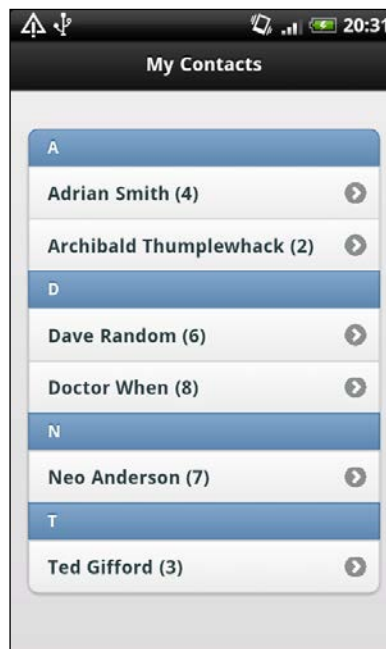 20:31
My Contacts
A
Adrian Smith (4)
Archibald Thumplewhack (2)
D
Dave Random (6)
Doctor When (8)
N
Neo Anderson (7)
T
Ted Gifford (3)